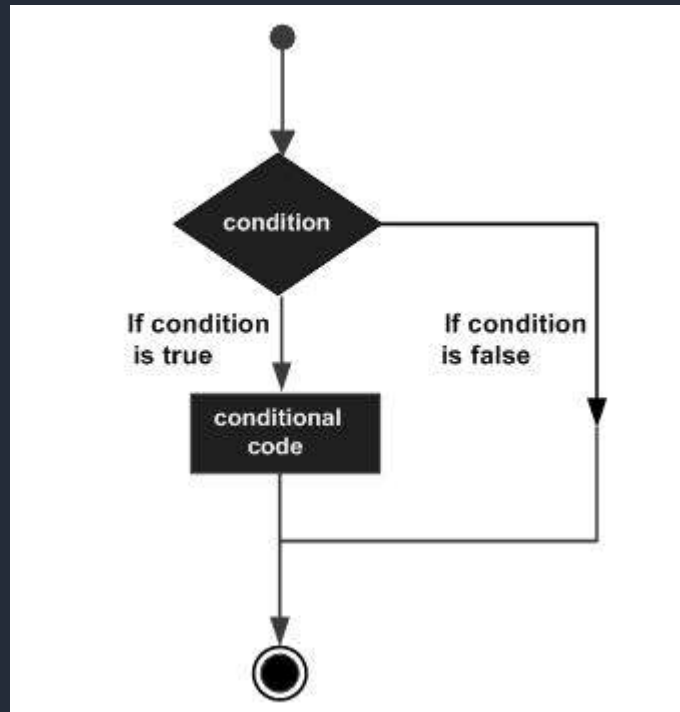 condition
If condition
is true
If condition
is false
conditional
code